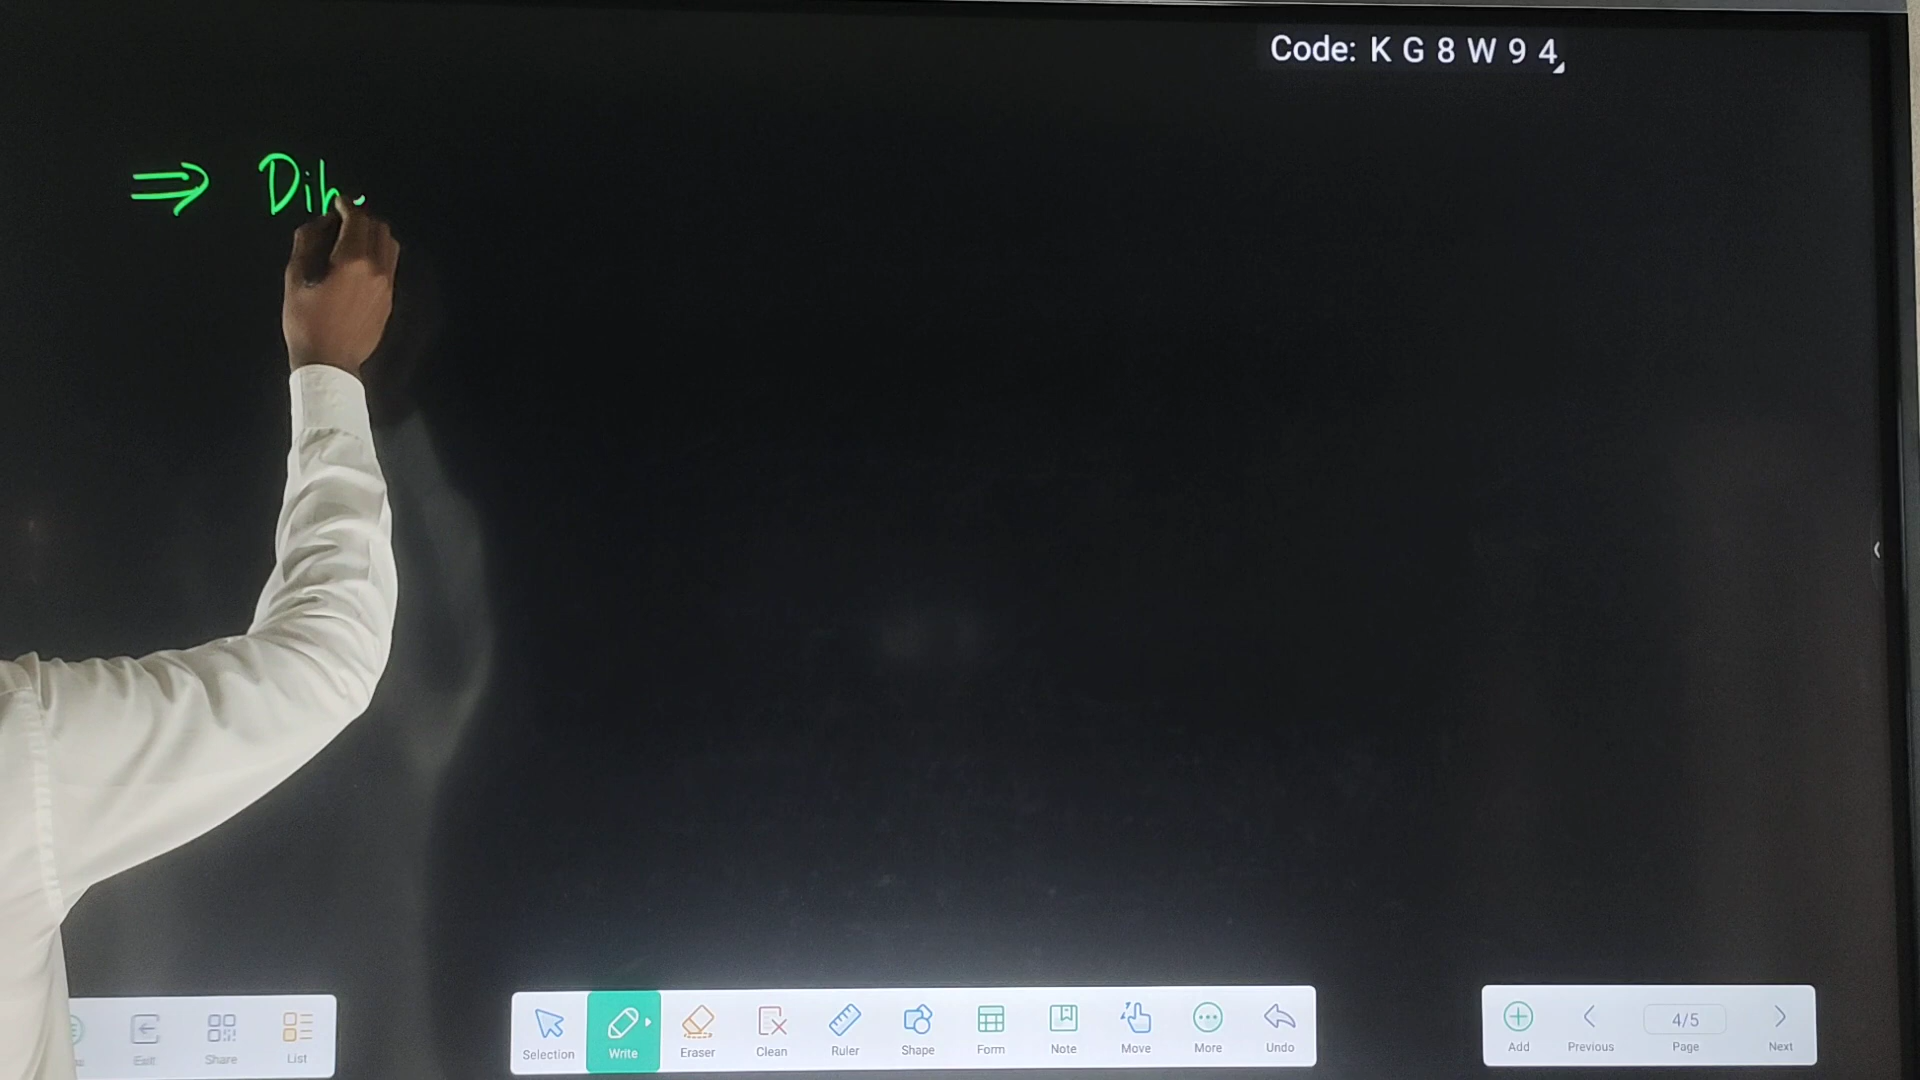 Code: K G 8 W 9 4
⇒ Dih
Exit
Share
List
Selection
Write
Eraser
Clean
Ruler
Shape
Form
Note
Move
More
Undo
Add
Previous
4/5
Page
Next